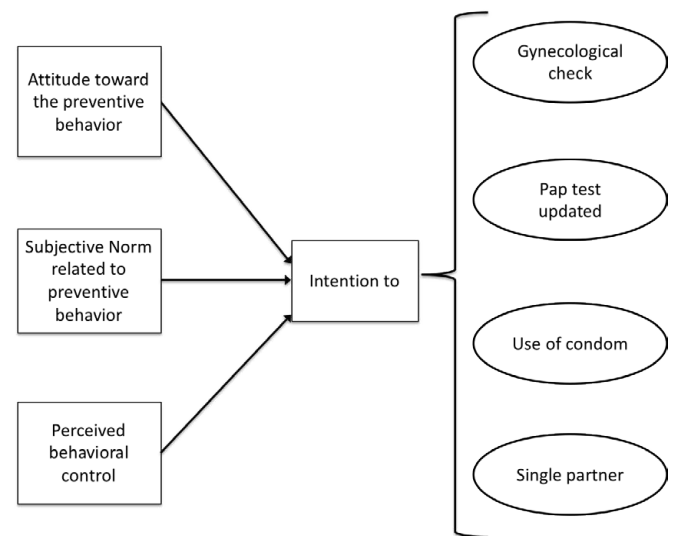 Attitude toward
the preventive
behavior
Subjective Norm
related to
preventive
behavior
Perceived
behavioral
control
Intention to
Gynecological
check
Pap test
updated
Use of condom
Single partner